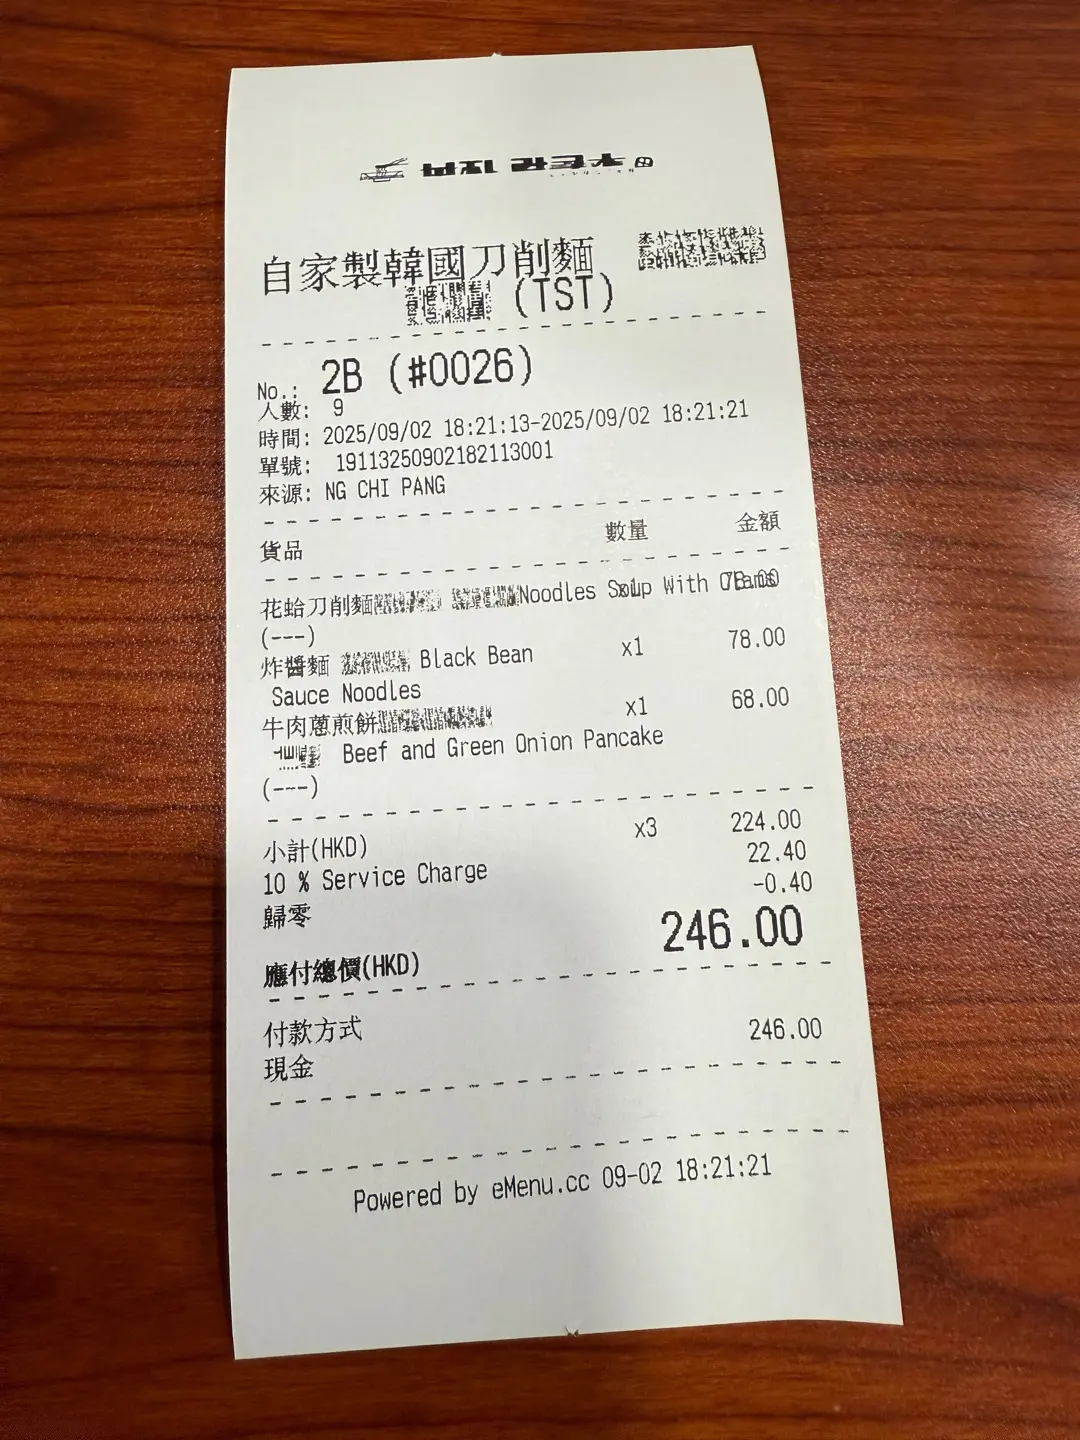 自家製韓國刀削麵
(TST)
No.: 2B (#0026)
人數: 9
時間: 2025/09/02 18:21:13-2025/09/02 18:21:21
單號: 19113250902182113001
來源: NG CHI PANG
貨品 數量 金額
花蛤刀削麵 Noodles Soup With Clams x1 78.00
(---)
炸醬麵 Black Bean x1 78.00
Sauce Noodles
牛肉蔥煎餅 x1 68.00
Beef and Green Onion Pancake
(---)
小計(HKD) x3 224.00
10 % Service Charge 22.40
歸零 -0.40
應付總價(HKD) 246.00
付款方式 246.00
現金
Powered by eMenu.cc 09-02 18:21:21